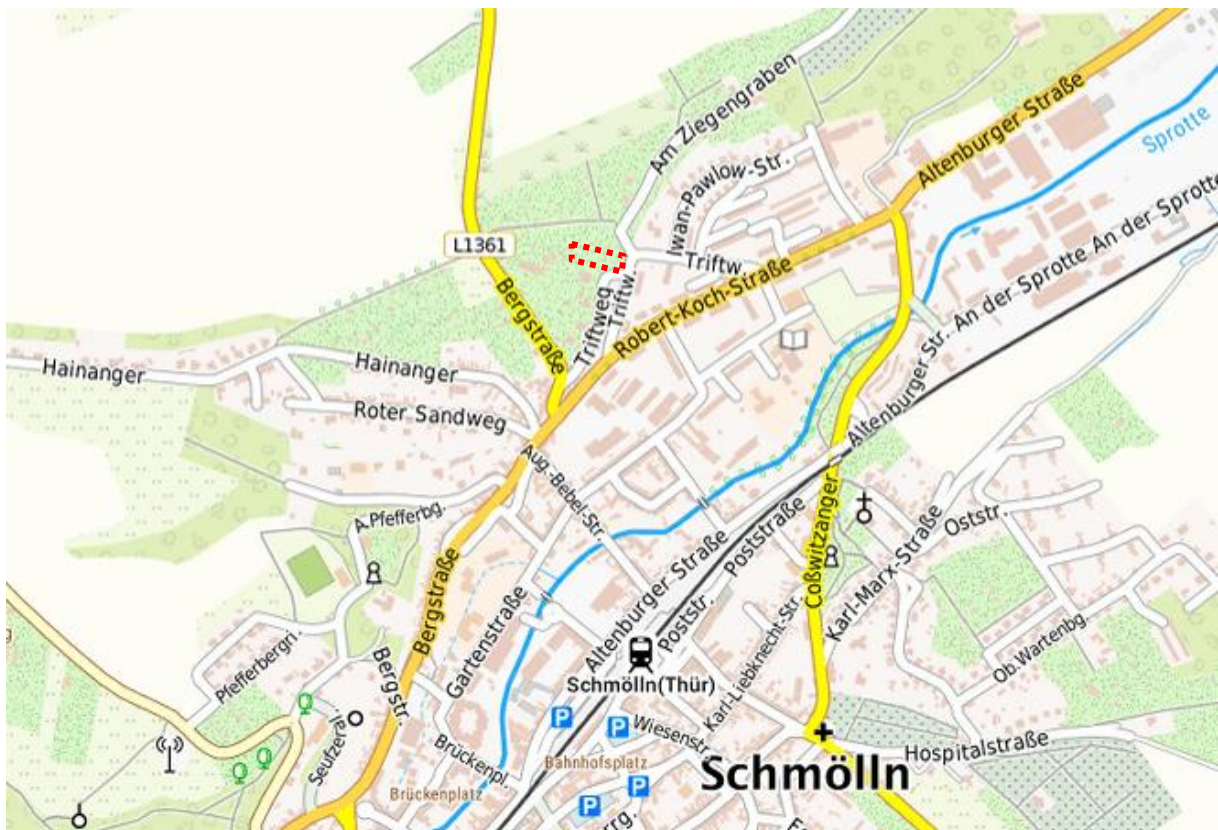 Am Ziegengraben
Altenburger Straße
Sprotte
Iwan-Pawlow-Str.
L1361
Triftw.
An der Sprotte
An der Sprotte
Bergstraße
Triftweg
Triftw.
Robert-Koch-Straße
Hainanger
Hainanger
Roter Sandweg
Altenburger Str.
Aug.-Bebel-Str.
Coßwitzanger
A.Pfefferbg.
Poststraße
Oststr.
Karl-Marx-Straße
Bergstraße
Gartenstraße
Altenburger Straße
Poststr.
Karl-Liebknecht-Str.
Ob.Wartenbg.
Pfefferbergri.
Bergstr.
Schmölln(Thür)
Seufzeral.
P
P
Wiesenstr.
Brückenpl.
Bahnhofsplatz
Hospitalstraße
Schmölln
P
P
Brückenplatz